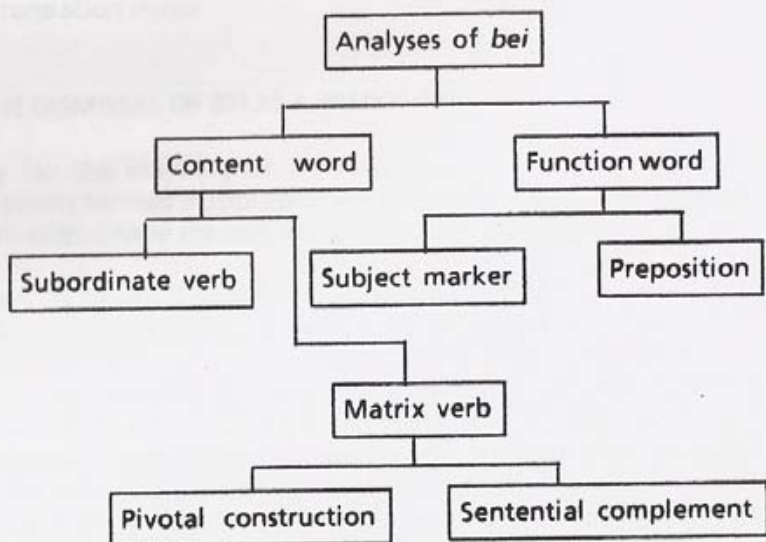 Analyses of bei
Content word
Function word
Subordinate verb
Subject marker
Preposition
Matrix verb
Pivotal construction
Sentential complement